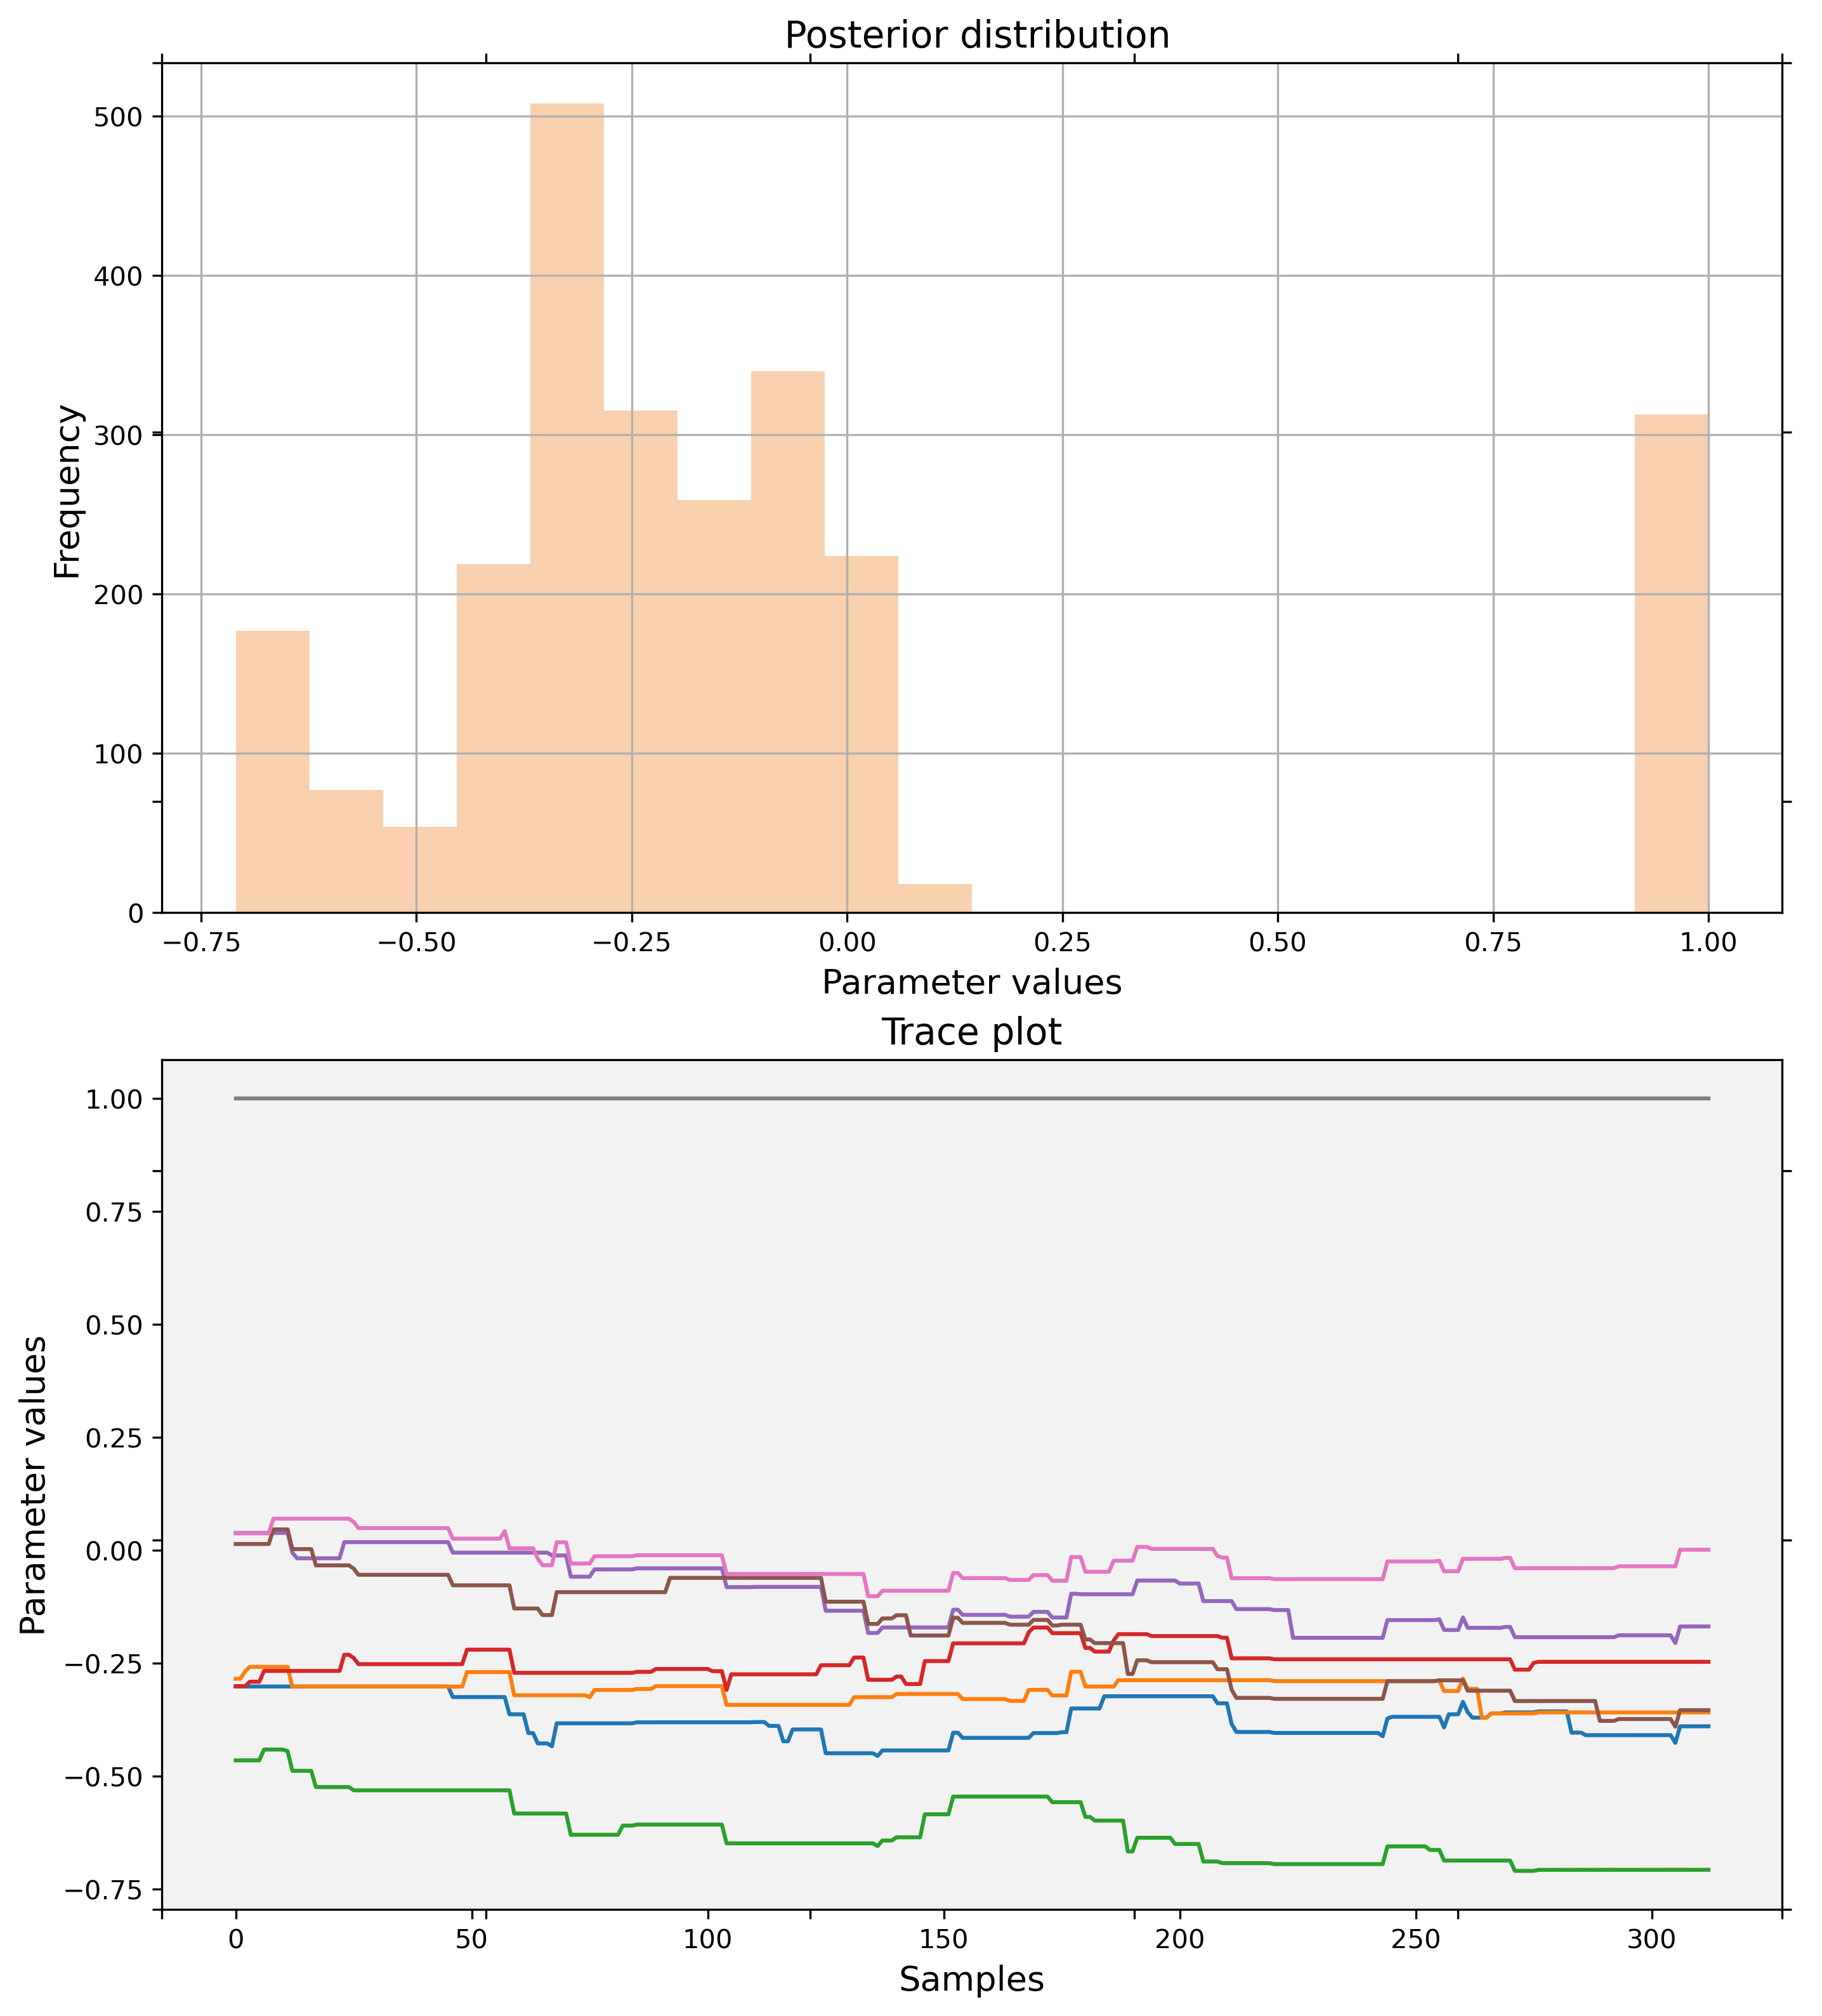 Posterior distribution
500
400
300
200
100
0
Frequency
−0.75 −0.50 −0.25 0.00 0.25 0.50 0.75 1.00
Parameter values
Trace plot
1.00
0.75
0.50
0.25
0.00
−0.25
−0.50
−0.75
Parameter values
0 50 100 150 200 250 300
Samples